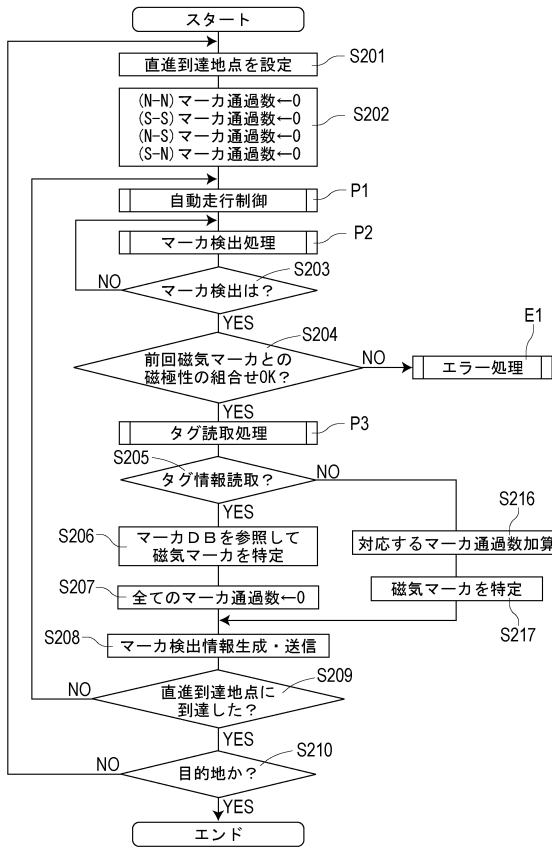 スタート
直進到達地点を設定
S201
(N-N)マーカ通過数←0
(S-S)マーカ通過数←0
(N-S)マーカ通過数←0
(S-N)マーカ通過数←0
S202
自動走行制御
P1
マーカ検出処理
P2
S203
NO
マーカ検出は？
YES
S204
前回磁気マーカとの
磁極性の組合せOK？
NO
E1
エラー処理
YES
タグ読取処理
P3
S205
タグ情報読取？
NO
YES
S206
マーカDBを参照して
磁気マーカを特定
S216
対応するマーカ通過数加算
S207
全てのマーカ通過数←0
磁気マーカを特定
S217
S208
マーカ検出情報生成・送信
S209
NO
直進到達地点に
到達した？
YES
S210
NO
目的地か？
YES
エンド